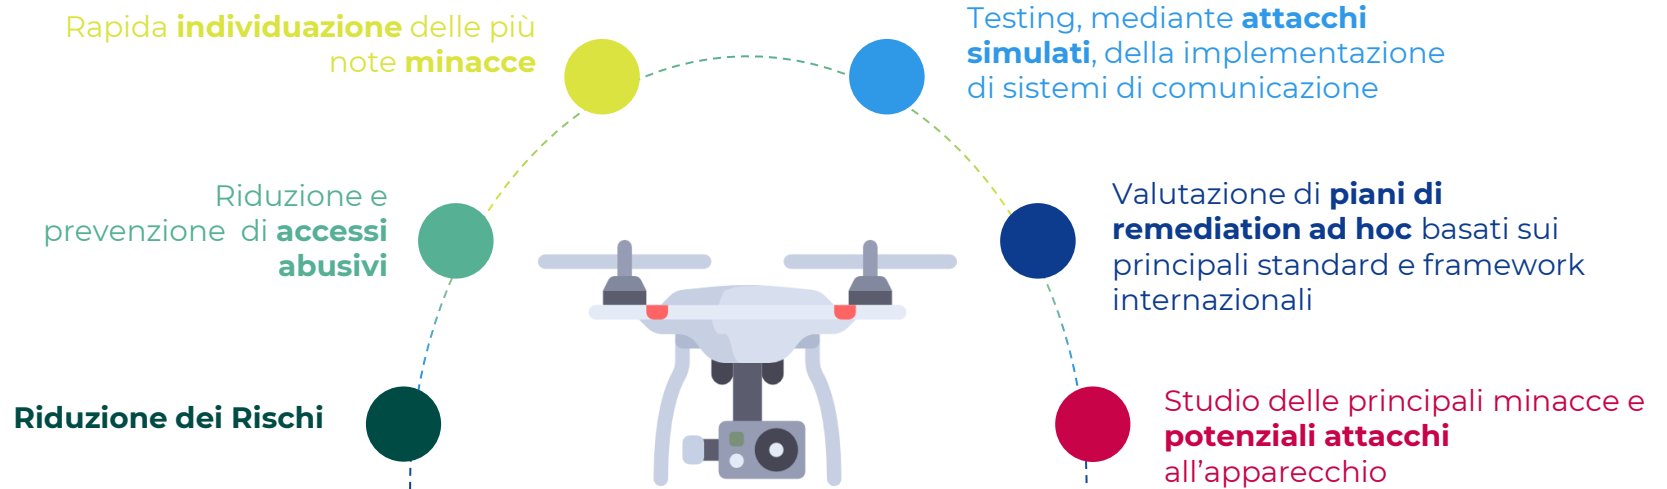 Rapida individuazione delle più
note minacce
Testing, mediante attacchi
simulati, della implementazione
di sistemi di comunicazione
Riduzione e
prevenzione  di accessi
abusivi
Valutazione di piani di
remediation ad hoc basati sui
principali standard e framework
internazionali
Riduzione dei Rischi
Studio delle principali minacce e
potenziali attacchi
all’apparecchio